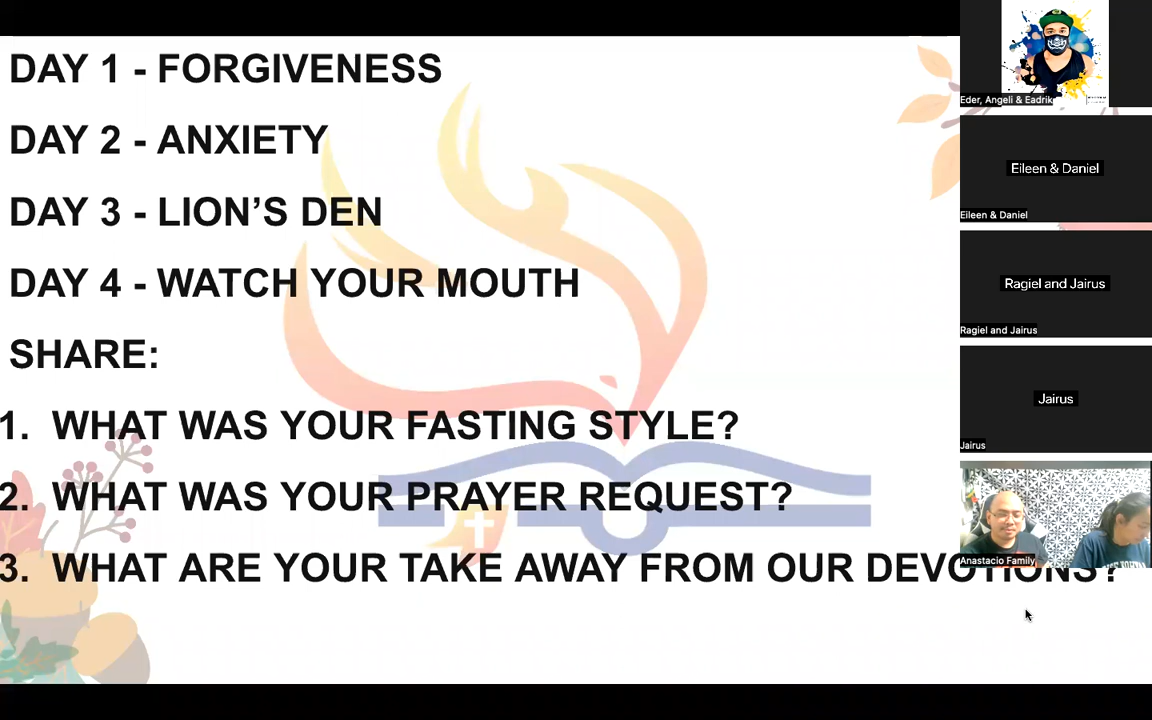 DAY 1 - FORGIVENESS
DAY 2 - ANXIETY
DAY 3 - LION'S DEN
DAY 4 - WATCH YOUR MOUTH
SHARE:
1. WHAT WAS YOUR FASTING STYLE?
2. WHAT WAS YOUR PRAYER REQUEST?
3. WHAT ARE YOUR TAKE AWAY FROM OUR DEVOTIONS?
Eder, Angeli & Eadrik
Eileen & Daniel
Eileen & Daniel
Ragiel and Jairus
Ragiel and Jairus
Jairus
Jairus
Anastacio Family